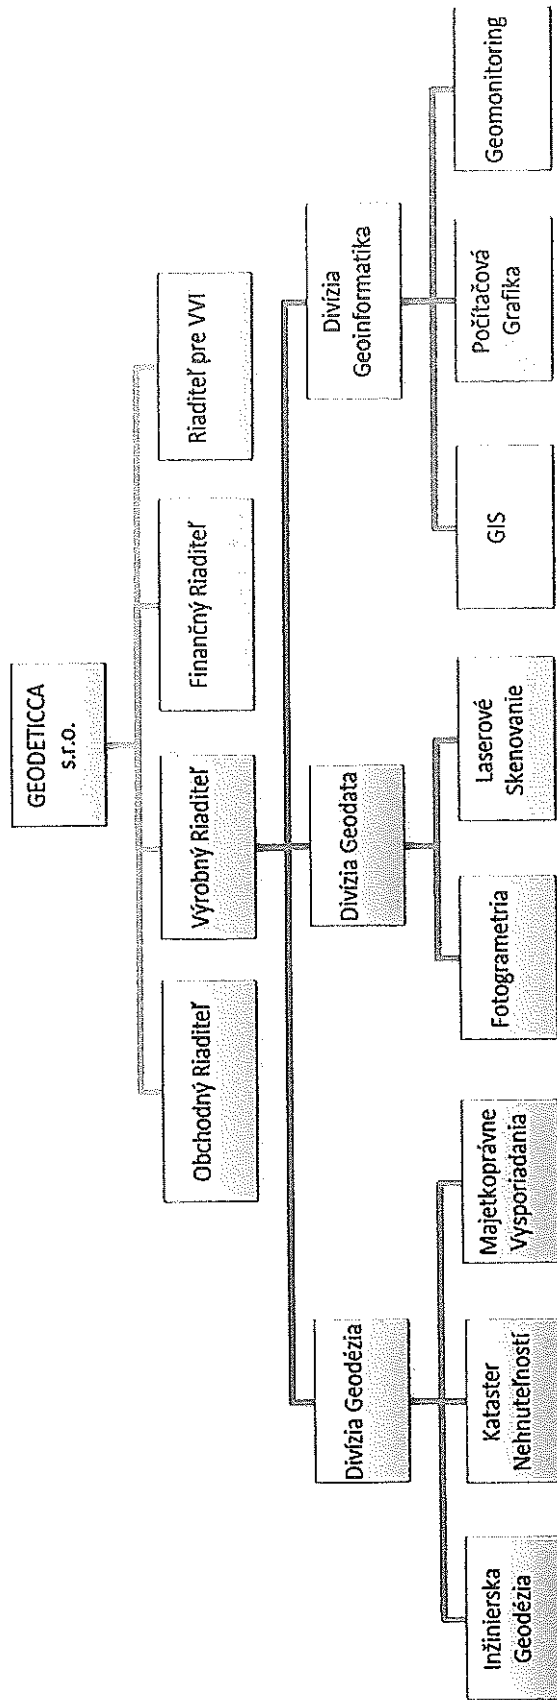 GEODETICCA
s.r.o.
Obchodný Riaditeľ
Výrobný Riaditeľ
Finančný Riaditeľ
Riaditeľ pre VVI
Divízia Geodézia
Divízia Geodata
Divízia
Geoinformatika
Inžinierska
Geodézia
Kataster
Nehnuteľností
Majetkoprávne
Vysporiadania
Fotogrametria
Laserové
Skenovanie
GIS
Počítačová
Grafika
Geomonitoring